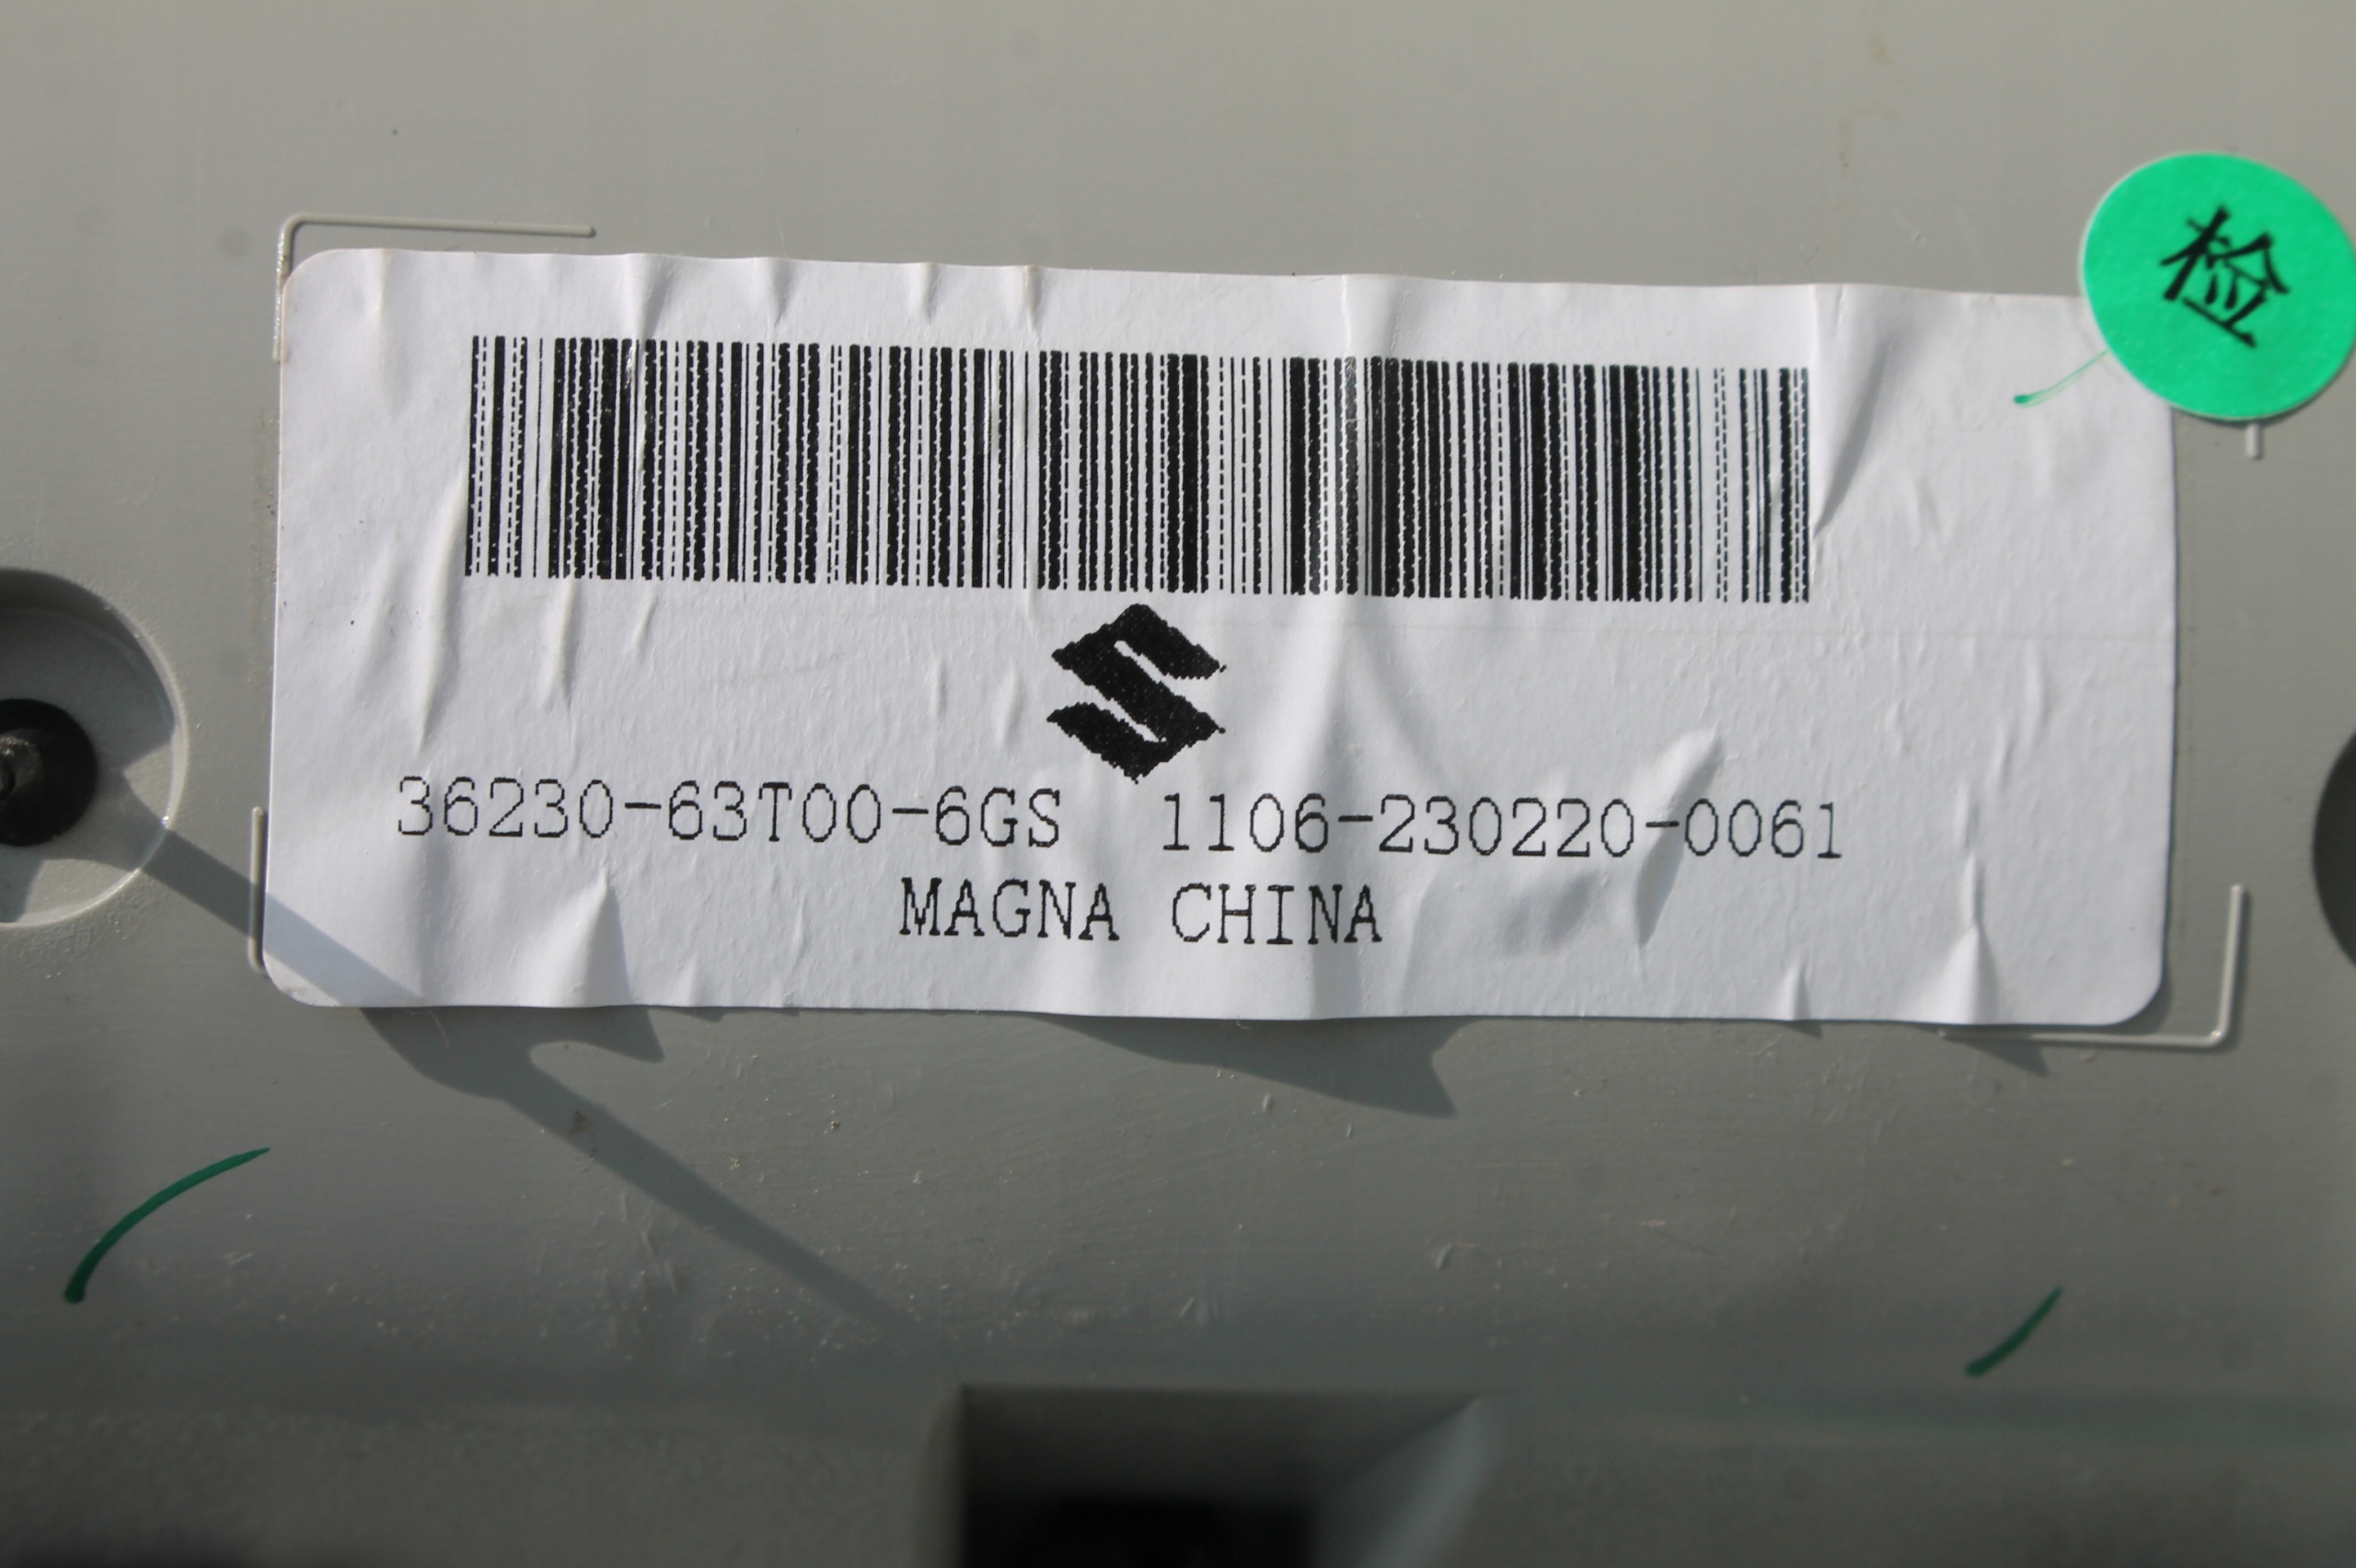 检
36230-63T00-6GS 1106-230220-0061
MAGNA CHINA